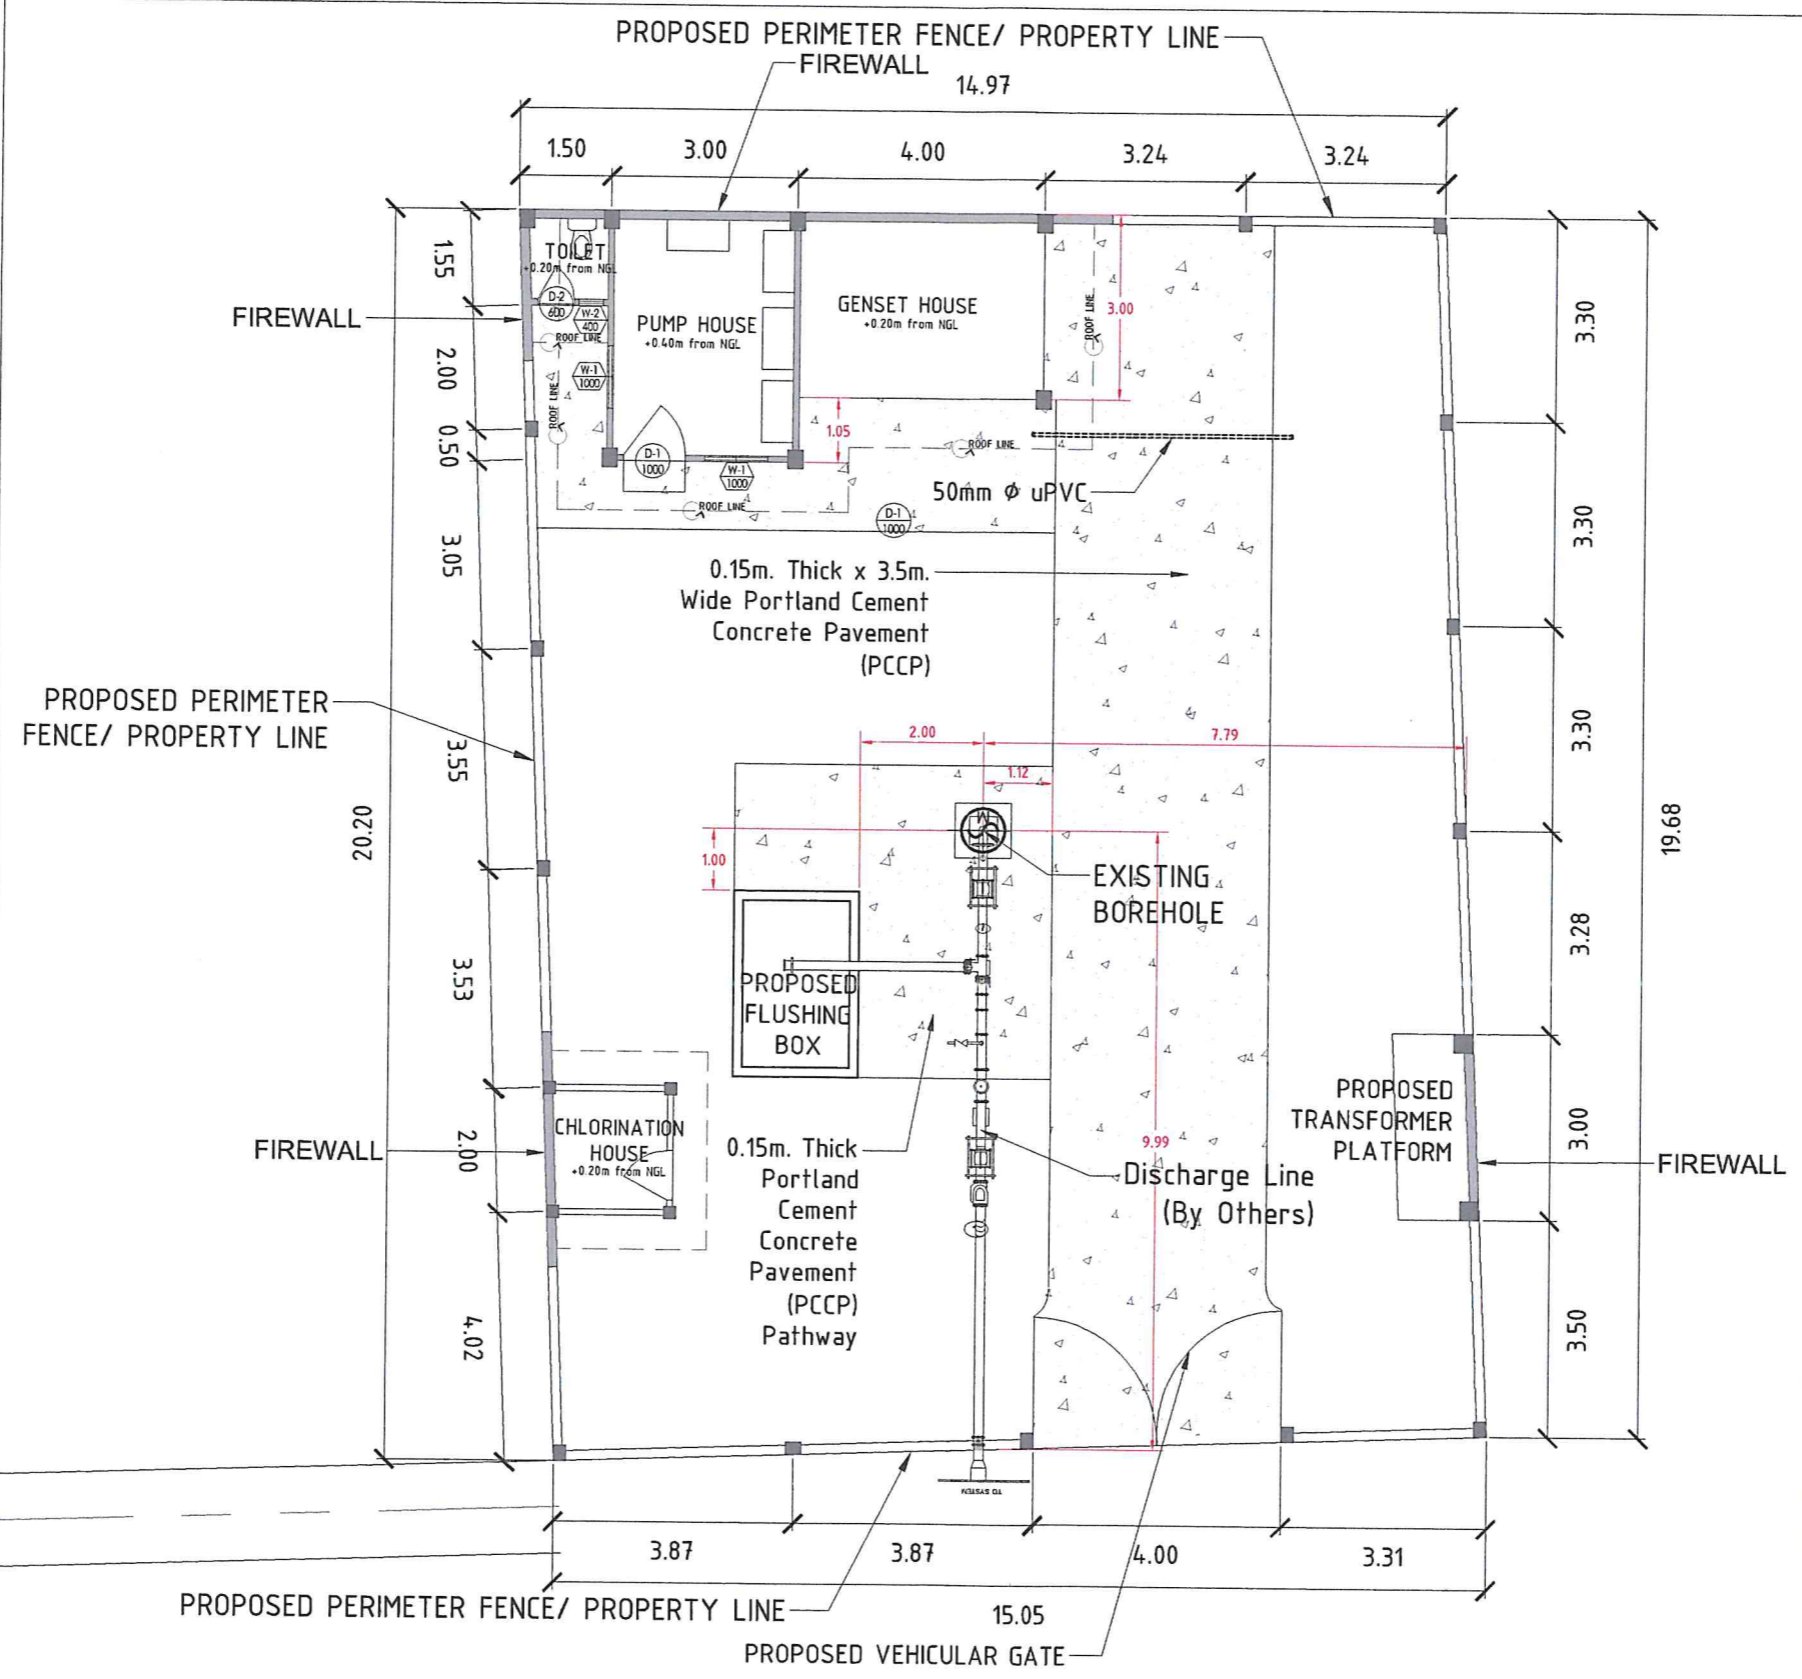 PROPOSED PERIMETER FENCE/ PROPERTY LINE
FIREWALL
14.97
1.50
3.00
4.00
3.24
3.24
1.55
2.00
0.50
3.05
3.55
3.53
2.00
4.02
20.20
FIREWALL
TOILET
+0.20m from NGL
D-2
600
W-2
400
ROOF LINE
W-1
1000
ROOF LINE
PUMP HOUSE
+0.40m from NGL
D-1
1000
W-1
1000
ROOF LINE
GENSET HOUSE
+0.20m from NGL
1.05
ROOF LINE
D-1
1000
ROOF LINE
3.00
50mm ϕ uPVC
0.15m. Thick x 3.5m.
Wide Portland Cement
Concrete Pavement
(PCCP)
PROPOSED PERIMETER
FENCE/ PROPERTY LINE
2.00
7.79
1.12
1.00
EXISTING
BOREHOLE
PROPOSED
FLUSHING
BOX
FIREWALL
CHLORINATION
HOUSE
+0.20m from NGL
0.15m. Thick
Portland
Cement
Concrete
Pavement
(PCCP)
Pathway
9.99
Discharge Line
(By Others)
PROPOSED
TRANSFORMER
PLATFORM
FIREWALL
3.30
3.30
3.30
3.28
3.00
3.50
19.68
TO SYSTEM
3.87
3.87
4.00
3.31
PROPOSED PERIMETER FENCE/ PROPERTY LINE
15.05
PROPOSED VEHICULAR GATE